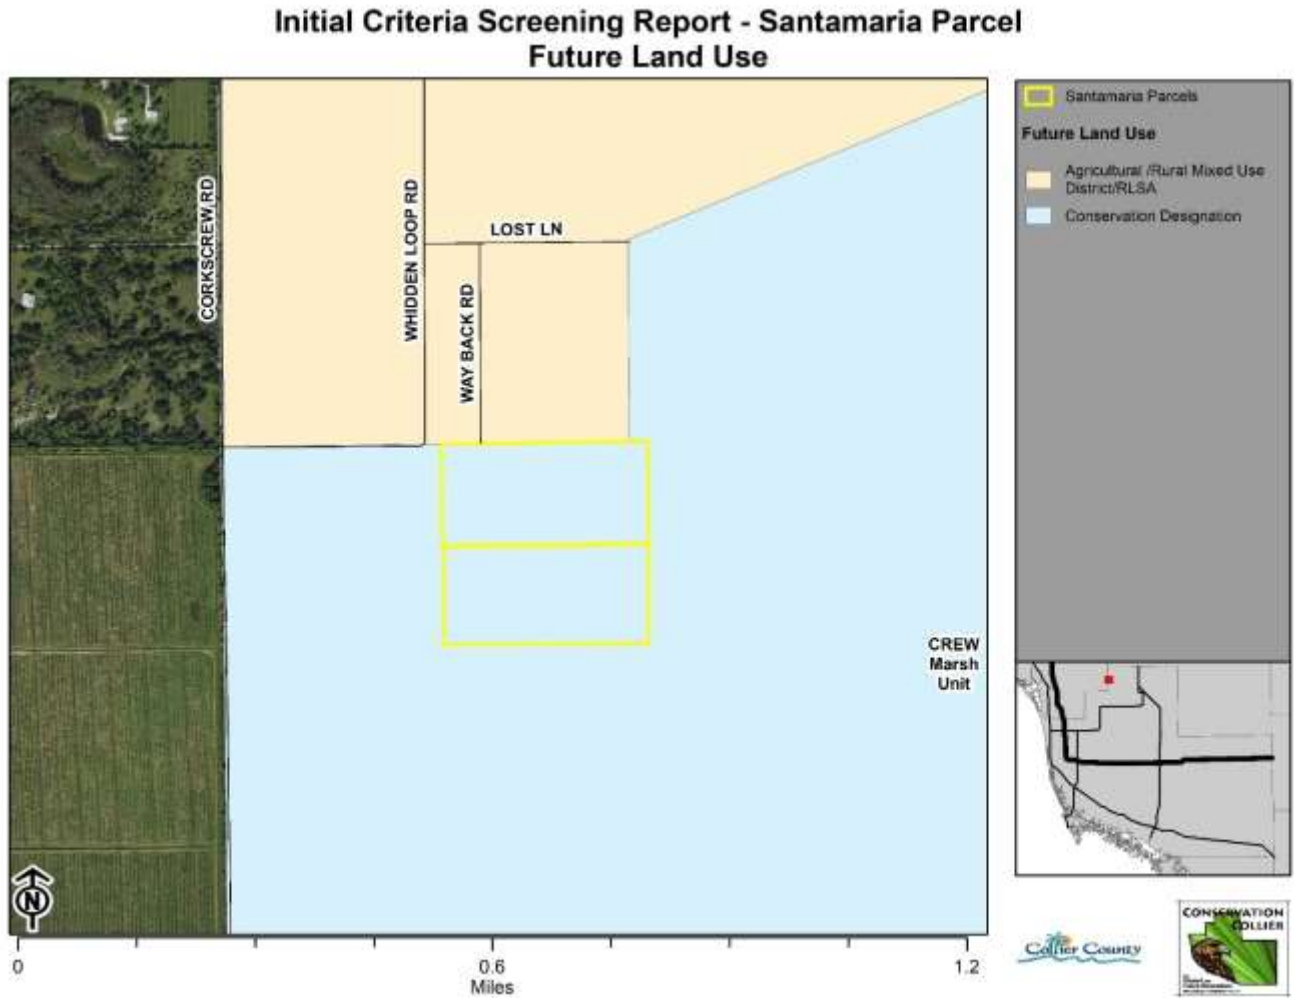 Initial Criteria Screening Report - Santamaria Parcel
Future Land Use
CORKSCREW RD
WHIDDEN LOOP RD
LOST LN
WAY BACK RD
CREW
Marsh
Unit
N
0
0.6
1.2
Miles
Santamaria Parcels
Future Land Use
Agricultural /Rural Mixed Use
District/RLSA
Conservation Designation
Collier County
CONSERVATION
COLLIER